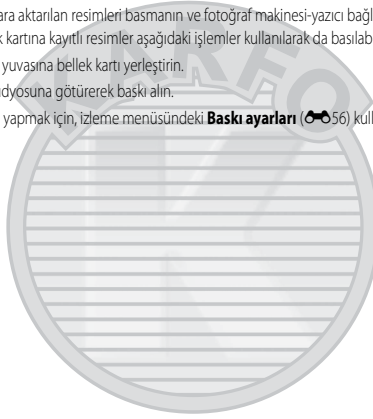 ara aktarılan resimleri basmanın ve fotoğraf makinesi-yazıcı bağl
k kartına kayıtlı resimler aşağıdaki işlemler kullanılarak da basılab
yuvasına bellek kartı yerleştirin.
dyosuna götürerek baskı alın.
yapmak için, izleme menüsündeki Baskı ayarları (56) kull
KARFO